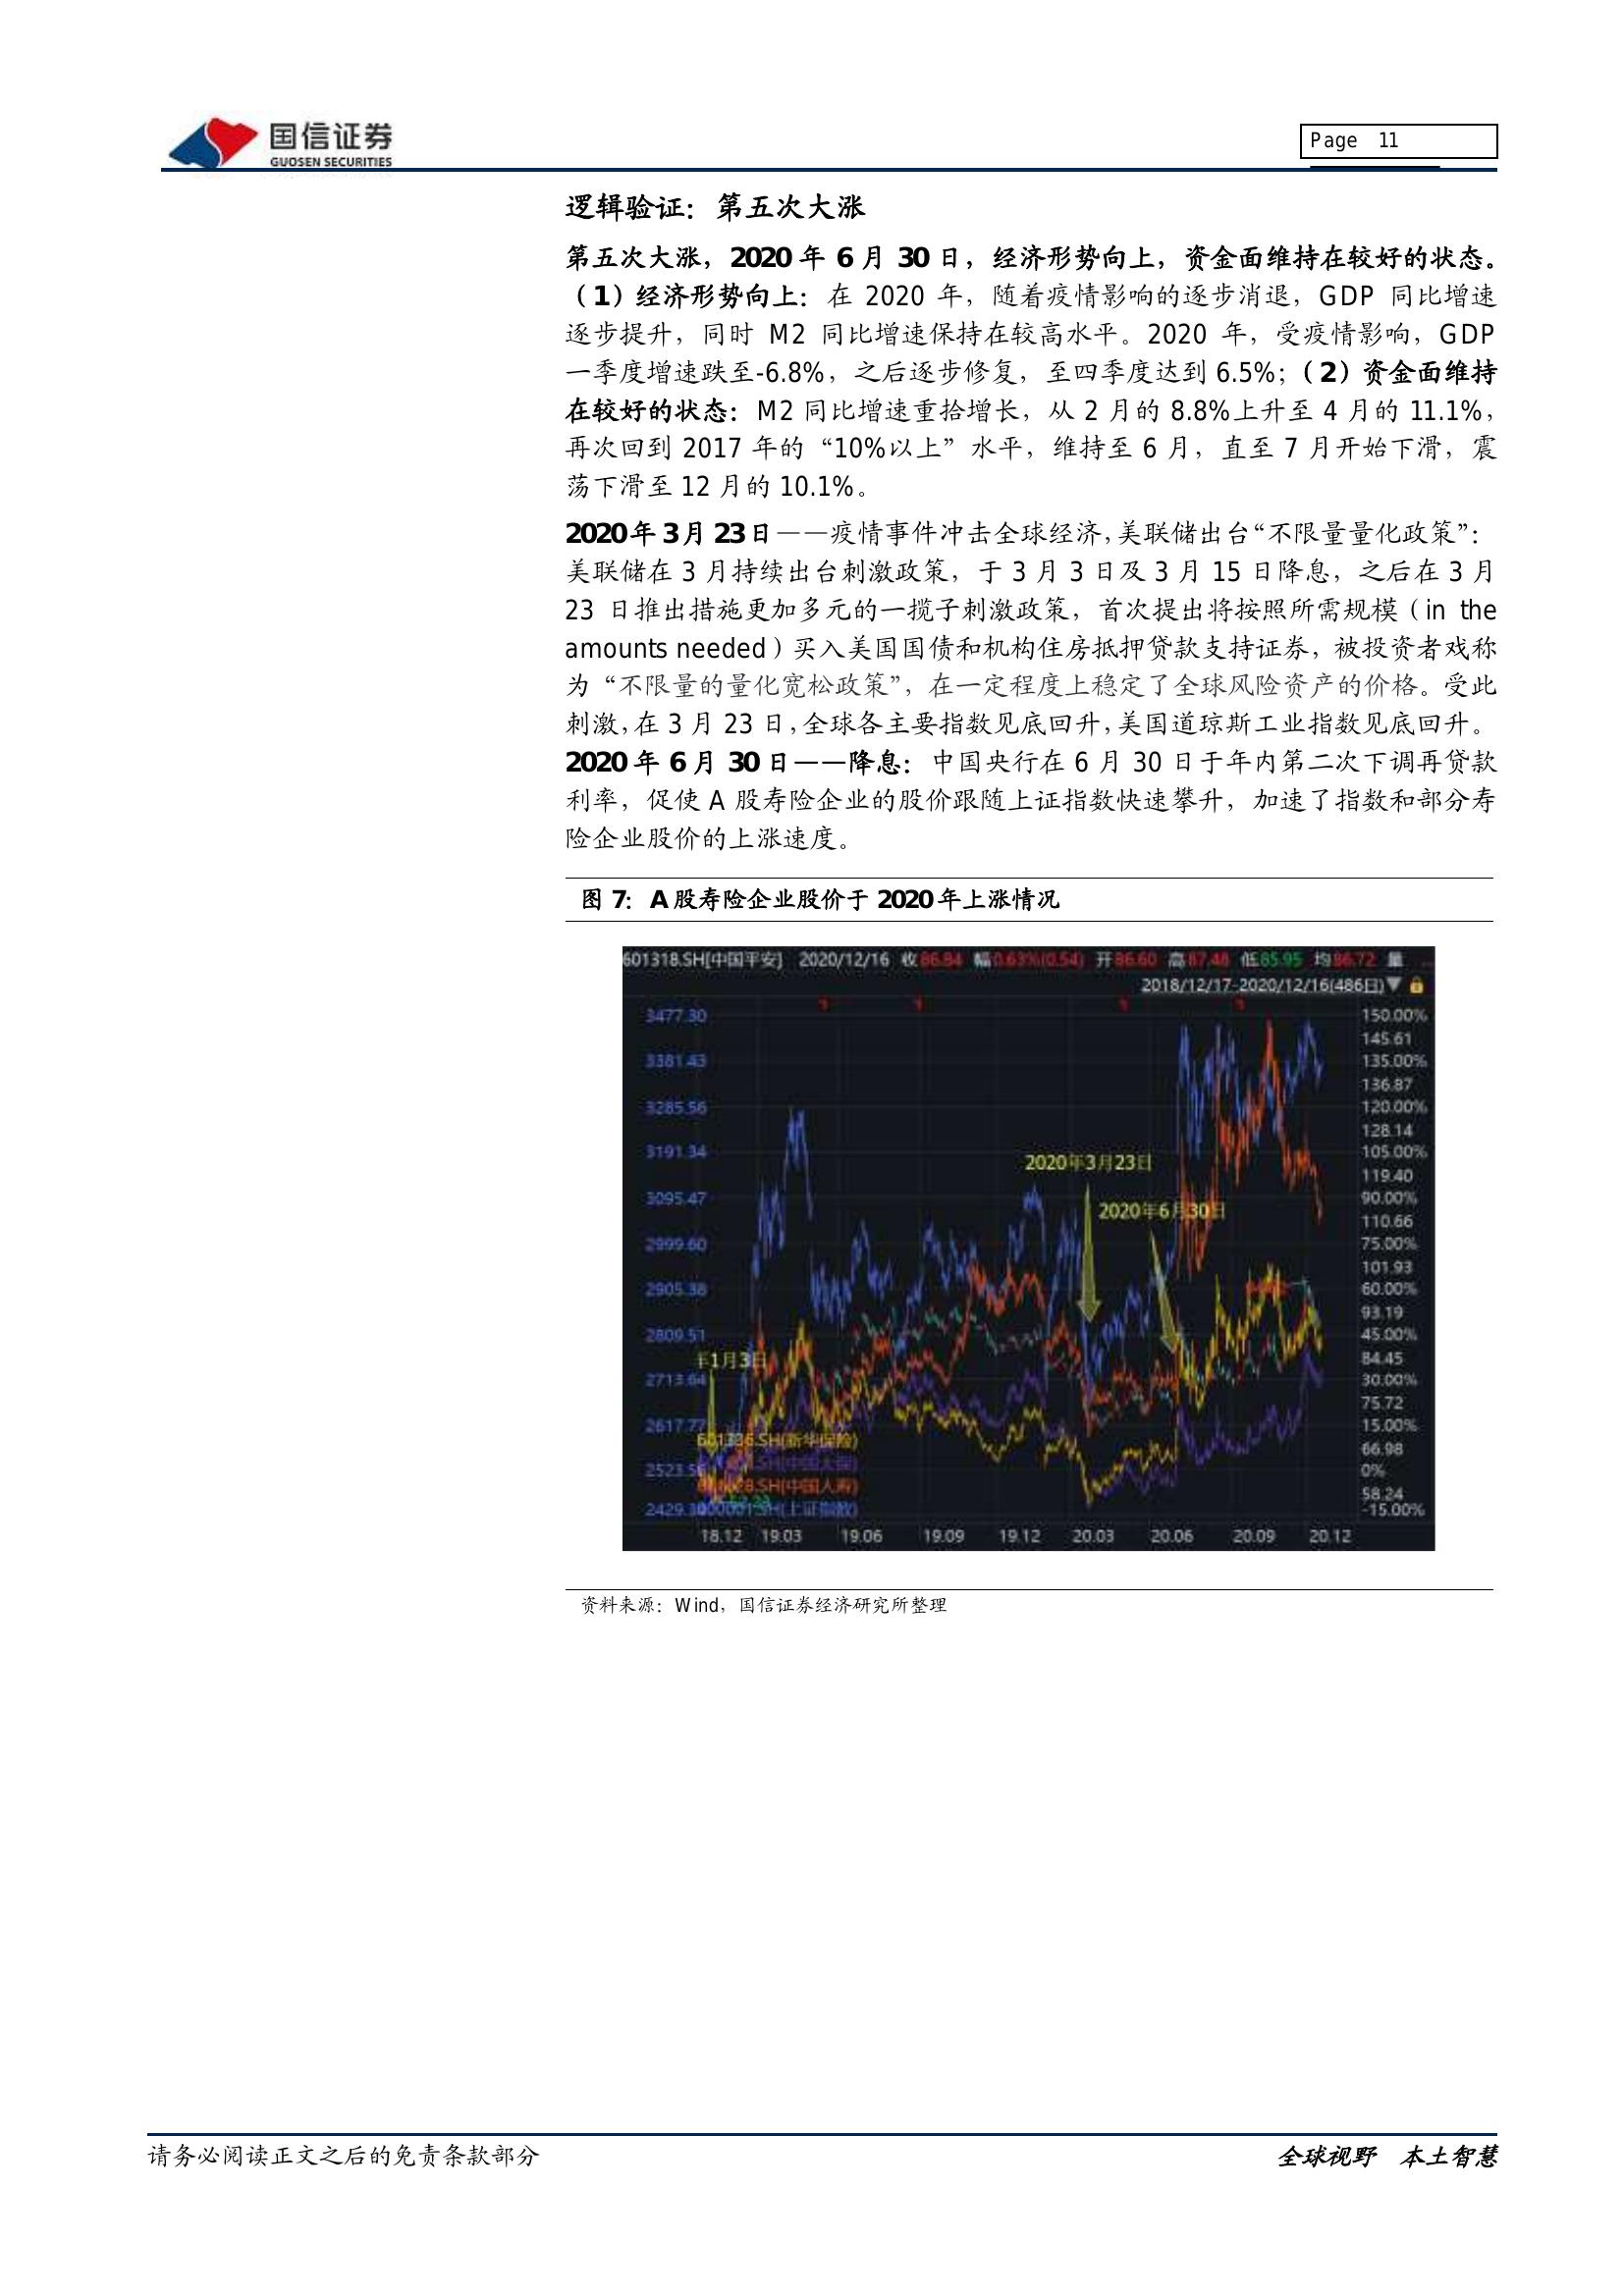 国信证券
GUOSEN SECURITIES
Page 11
逻辑验证：第五次大涨
第五次大涨，2020 年 6 月 30 日，经济形势向上，资金面维持在较好的状态。
（1）经济形势向上：在 2020 年，随着疫情影响的逐步消退，GDP 同比增速
逐步提升，同时 M2 同比增速保持在较高水平。2020 年，受疫情影响，GDP
一季度增速跌至-6.8%，之后逐步修复，至四季度达到 6.5%；（2）资金面维持
在较好的状态：M2 同比增速重拾增长，从 2 月的 8.8%上升至 4 月的 11.1%，
再次回到 2017 年的“10%以上”水平，维持至 6 月，直至 7 月开始下滑，震
荡下滑至 12 月的 10.1%。
2020 年 3 月 23 日——疫情事件冲击全球经济，美联储出台“不限量量化政策”：
美联储在 3 月持续出台刺激政策，于 3 月 3 日及 3 月 15 日降息，之后在 3 月
23 日推出措施更加多元的一揽子刺激政策，首次提出将按照所需规模（in the
amounts needed）买入美国国债和机构住房抵押贷款支持证券，被投资者戏称
为“不限量的量化宽松政策”，在一定程度上稳定了全球风险资产的价格。受此
刺激，在 3 月 23 日，全球各主要指数见底回升，美国道琼斯工业指数见底回升。
2020 年 6 月 30 日——降息：中国央行在 6 月 30 日于年内第二次下调再贷款
利率，促使 A 股寿险企业的股价跟随上证指数快速攀升，加速了指数和部分寿
险企业股价的上涨速度。
图 7：A 股寿险企业股价于 2020 年上涨情况
601318.SH[中国平安] 2020/12/16 收86.84 幅0.63%(0.54) 开86.60 高87.48 低85.95 均86.72 量
2018/12/17-2020/12/16(486日)
3477.30 150.00%
145.61
3381.43 135.00%
136.87
3285.56 120.00%
128.14
3191.34 105.00%
2020年3月23日
119.40
3095.47 90.00%
2020年6月30日
110.66
2999.60 75.00%
101.93
2905.38 60.00%
93.19
2809.51 45.00%
年1月3日 84.45
2713.64 30.00%
75.72
2617.77 15.00%
601336.SH(新华保险) 66.98
.SH(中国太保)
2523.5 0%
28.SH(中国人寿) 58.24
2429.3 000001.SH(上证指数) -15.00%
18.12 19.03 19.06 19.09 19.12 20.03 20.06 20.09 20.12
资料来源：Wind，国信证券经济研究所整理
请务必阅读正文之后的免责条款部分
全球视野 本土智慧